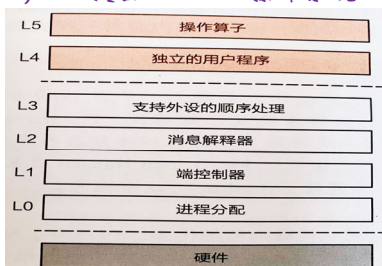 L5 操作算子
L4 独立的用户程序
L3 支持外设的顺序处理
L2 消息解释器
L1 端控制器
L0 进程分配
硬件